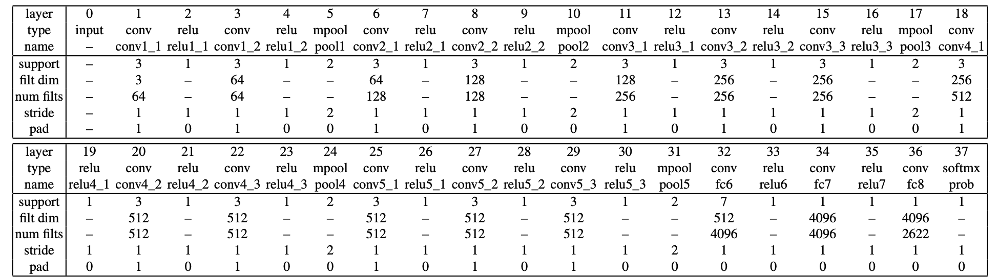 layer 0 1 2 3 4 5 6 7 8 9 10 11 12 13 14 15 16 17 18
type input conv relu conv relu mpool conv relu conv relu mpool conv relu conv relu conv relu mpool conv
name – conv1_1 relu1_1 conv1_2 relu1_2 pool1 conv2_1 relu2_1 conv2_2 relu2_2 pool2 conv3_1 relu3_1 conv3_2 relu3_2 conv3_3 relu3_3 pool3 conv4_1
support – 3 1 3 1 2 3 1 3 1 2 3 1 3 1 3 1 2 3
filt dim – 3 – 64 – – 64 – 128 – – 128 – 256 – 256 – – 256
num filts – 64 – 64 – – 128 – 128 – – 256 – 256 – 256 – – 512
stride – 1 1 1 1 2 1 1 1 1 2 1 1 1 1 1 1 2 1
pad – 1 0 1 0 0 1 0 1 0 0 1 0 1 0 1 0 0 1
layer 19 20 21 22 23 24 25 26 27 28 29 30 31 32 33 34 35 36 37
type relu conv relu conv relu mpool conv relu conv relu conv relu mpool conv relu conv relu conv softmx
name relu4_1 conv4_2 relu4_2 conv4_3 relu4_3 pool4 conv5_1 relu5_1 conv5_2 relu5_2 conv5_3 relu5_3 pool5 fc6 relu6 fc7 relu7 fc8 prob
support 1 3 1 3 1 2 3 1 3 1 3 1 2 7 1 1 1 1 1
filt dim – 512 – 512 – – 512 – 512 – 512 – – 512 – 4096 – 4096 –
num filts – 512 – 512 – – 512 – 512 – 512 – – 4096 – 4096 – 2622 –
stride 1 1 1 1 1 2 1 1 1 1 1 1 2 1 1 1 1 1 1
pad 0 1 0 1 0 0 1 0 1 0 1 0 0 0 0 0 0 0 0